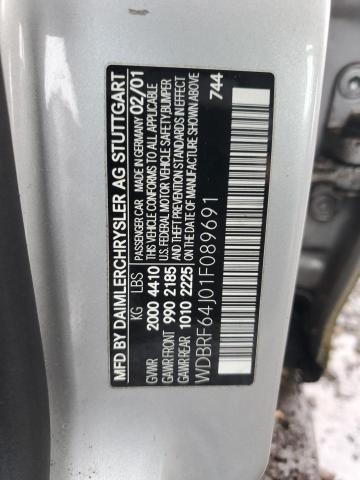 MFD BY DAIMLERCHRYSLER AG STUTTGART
PASSENGER CAR MADE IN GERMANY 02/01
KG LBS THIS VEHICLE CONFORMS TO ALL APPLICABLE
GVWR 2000 4410 U.S. FEDERAL MOTOR VEHICLE SAFETY, BUMPER
GAWR FRONT 990 2185 AND THEFT PREVENTION STANDARDS IN EFFECT
GAWR REAR 1010 2225 ON THE DATE OF MANUFACTURE SHOWN ABOVE
WDBRF64J01F089691 744